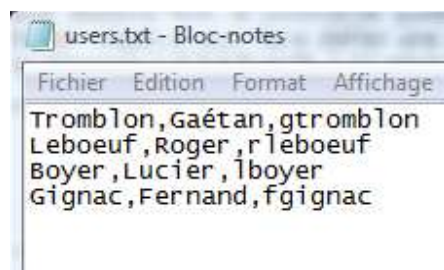 users.txt - Bloc-notes
Fichier Edition Format Affichage
Tromblon,Gaétan,gtromblon
Leboeuf,Roger,rleboeuf
Boyer,Lucier,lboyer
Gignac,Fernand,fgignac